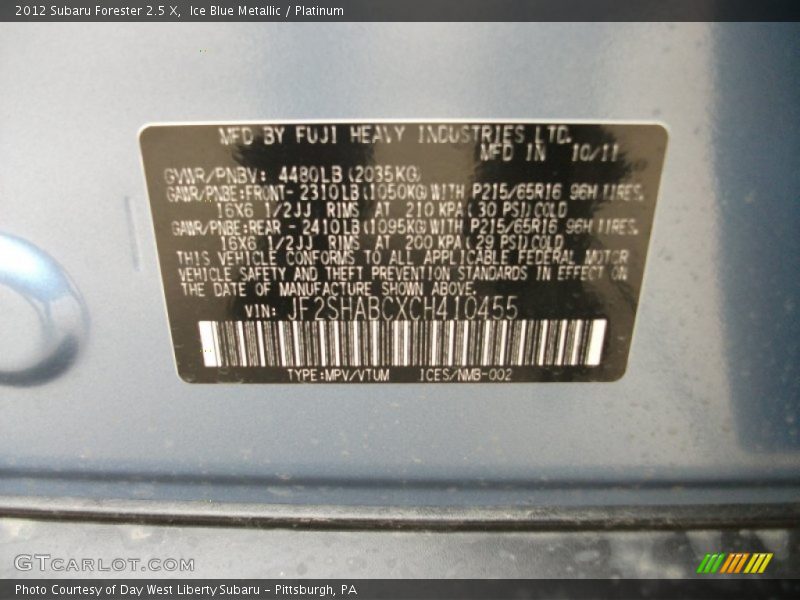 2012 Subaru Forester 2.5 X,  Ice Blue Metallic / Platinum
MFD BY FUJI HEAVY INDUSTRIES LTD.
MFD IN 10/11
GVWR/PNBV: 4480LB(2035KG)
GAWR/PNBE:FRONT- 2310LB(1050KG)WITH P215/65R16 96H TIRES.
16X6 1/2JJ RIMS AT 210 KPA(30 PSI)COLD
GAWR/PNBE:REAR - 2410LB(1095KG)WITH P215/65R16 96H TIRES.
16X6 1/2JJ RIMS AT 200 KPA(29 PSI)COLD
THIS VEHICLE CONFORMS TO ALL APPLICABLE FEDERAL MOTOR
VEHICLE SAFETY AND THEFT PREVENTION STANDARDS IN EFFECT ON
THE DATE OF MANUFACTURE SHOWN ABOVE.
VIN: JF2SHABCXCH410455
TYPE:MPV/VTUM ICES/NMB-002
GTCARLOT.COM
Photo Courtesy of Day West Liberty Subaru - Pittsburgh, PA